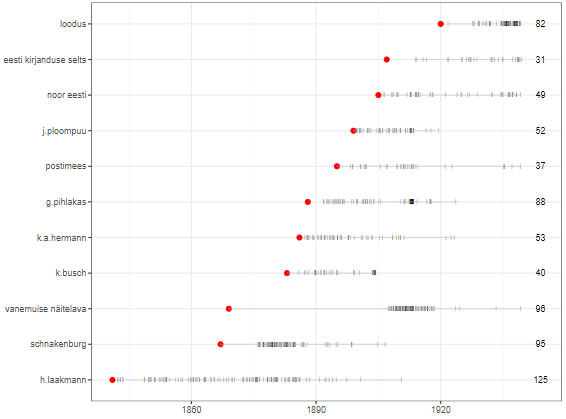 loodus 82
eesti kirjanduse selts 31
noor eesti 49
j.ploompuu 52
postimees 37
g.pihlakas 88
k.a.hermann 53
k.busch 40
vanemuise näitelava 96
schnakenburg 95
h.laakmann 125
1860 1890 1920